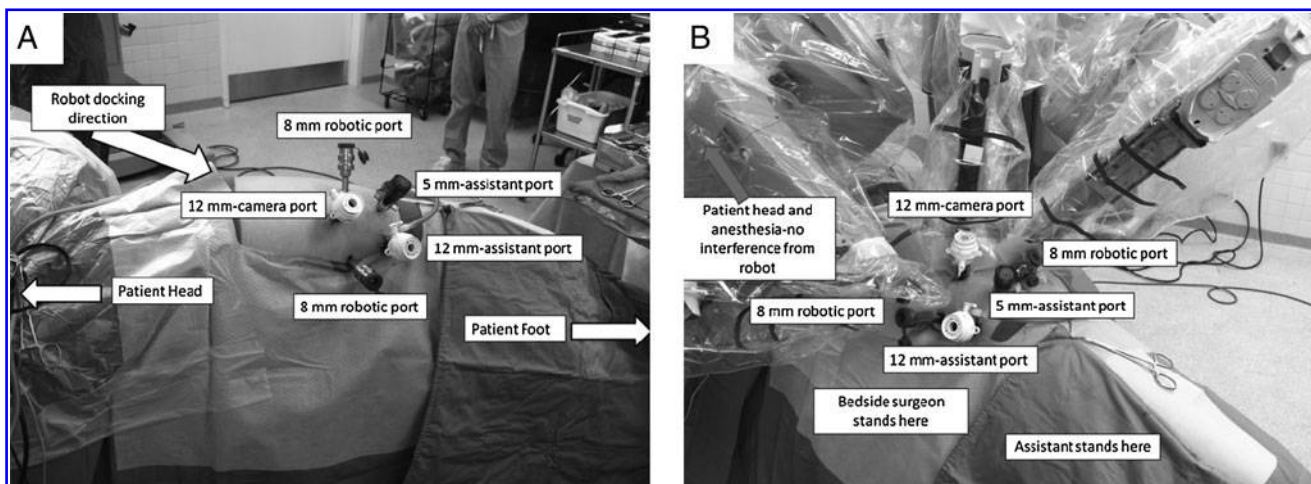 A
Robot docking
direction
8 mm robotic port
5 mm-assistant port
12 mm-camera port
12 mm-assistant port
Patient Head
8 mm robotic port
Patient Foot
B
12 mm-camera port
Patient head and
anesthesia-no
interference from
robot
8 mm robotic port
8 mm robotic port
5 mm-assistant port
12 mm-assistant port
Bedside surgeon
stands here
Assistant stands here